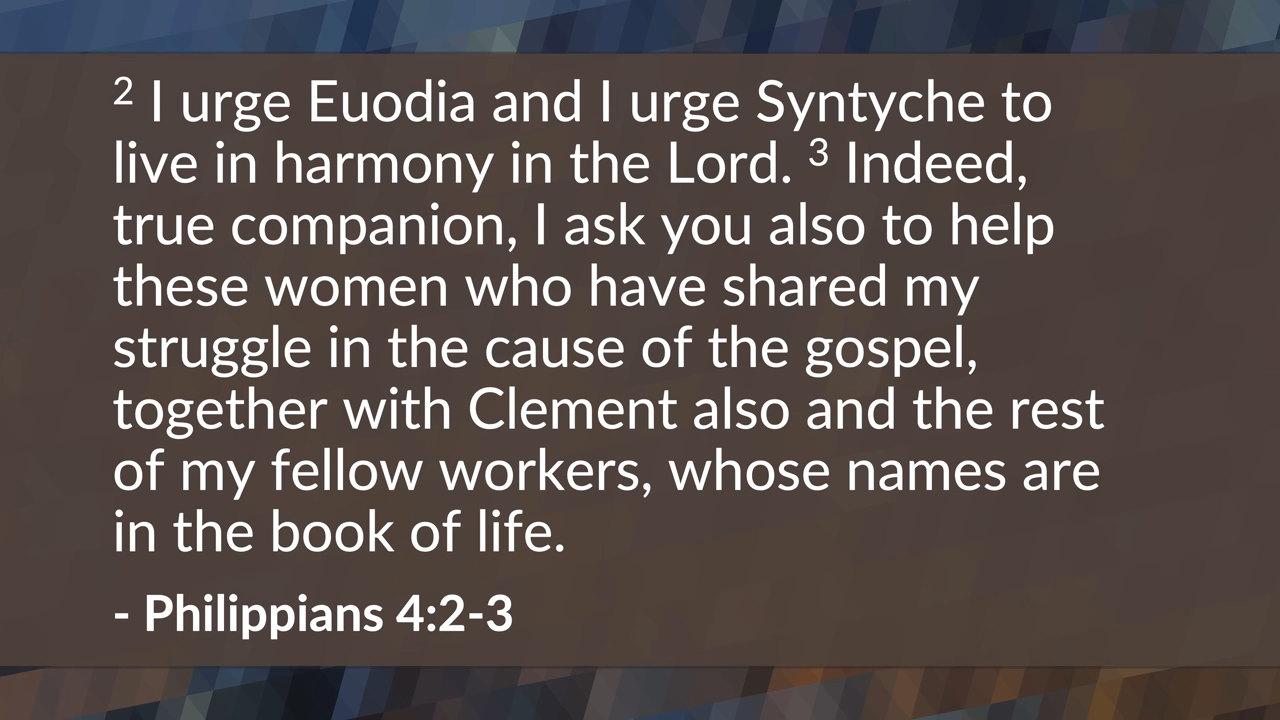 2 I urge Euodia and I urge Syntyche to
live in harmony in the Lord. 3 Indeed,
true companion, I ask you also to help
these women who have shared my
struggle in the cause of the gospel,
together with Clement also and the rest
of my fellow workers, whose names are
in the book of life.
- Philippians 4:2-3